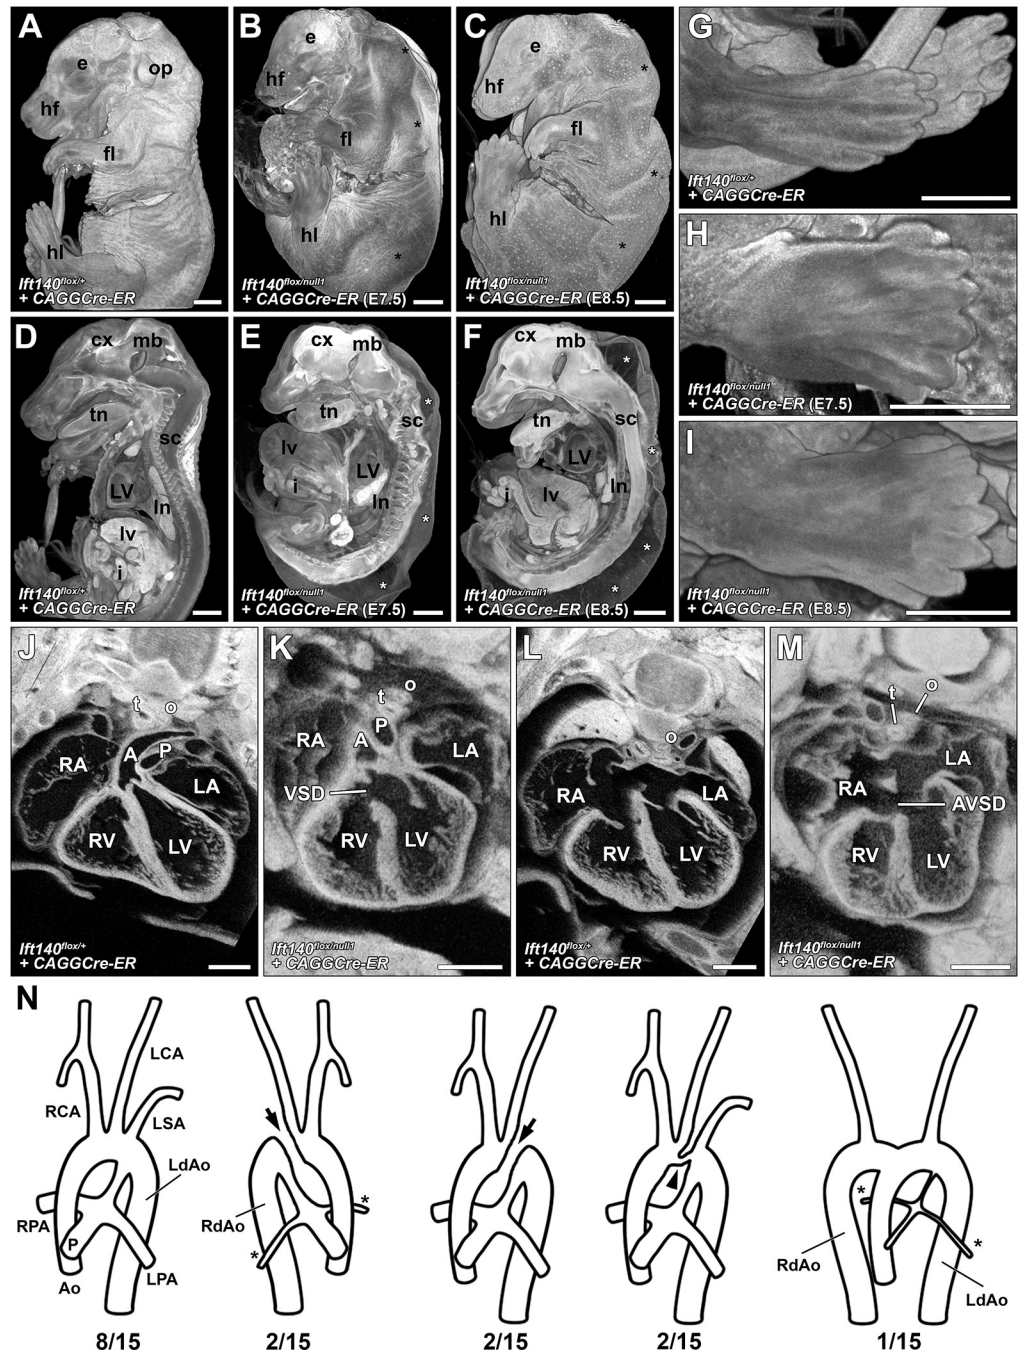 A
e
op
hf
fl
hl
Ift140flox/+
+ CAGGCre-ER
B
e
*
hf
*
fl
hl
*
Ift140flox/null1
+ CAGGCre-ER (E7.5)
C
e
*
hf
fl
*
hl
*
Ift140flox/null1
+ CAGGCre-ER (E8.5)
G
Ift140flox/+
+ CAGGCre-ER
H
Ift140flox/null1
+ CAGGCre-ER (E7.5)
D
cx mb
tn
sc
LV
ln
lv
i
Ift140flox/+
+ CAGGCre-ER
E
cx mb
*
tn
sc
lv
LV
i
ln
*
*
Ift140flox/null1
+ CAGGCre-ER (E7.5)
F
cx mb
*
tn
sc
LV
*
i
lv
ln
*
*
Ift140flox/null1
+ CAGGCre-ER (E8.5)
I
Ift140flox/null1
+ CAGGCre-ER (E8.5)
J
t o
A P
RA
LA
RV
LV
Ift140flox/+
+ CAGGCre-ER
K
t o
P
RA A
LA
VSD
RV LV
Ift140flox/null1
+ CAGGCre-ER
L
o
RA
LA
RV LV
Ift140flox/+
+ CAGGCre-ER
M
t o
LA
RA
AVSD
RV
LV
Ift140flox/null1
+ CAGGCre-ER
N
LCA
RCA
LSA
LdAo
RPA
P
Ao
LPA
8/15
*
RdAo
*
2/15
2/15
2/15
*
*
RdAo
LdAo
1/15